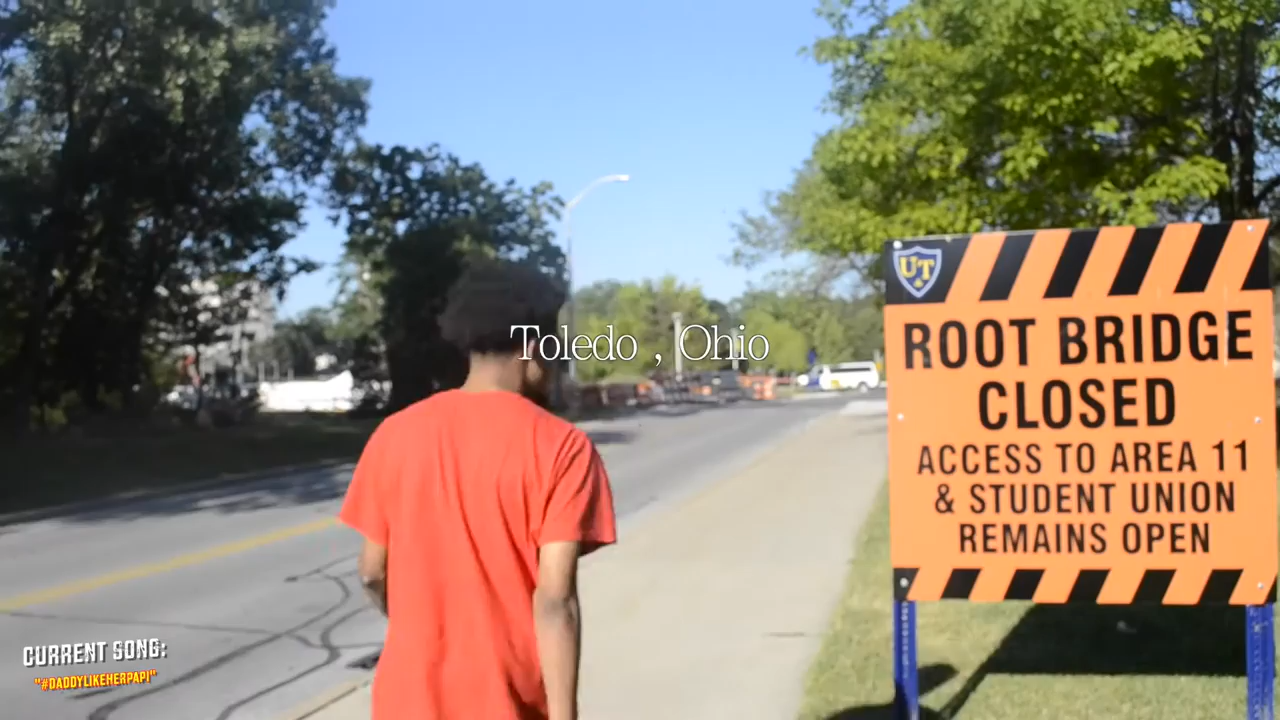 UT
ROOT BRIDGE
CLOSED
ACCESS TO AREA 11
& STUDENT UNION
REMAINS OPEN
Toledo , Ohio
CURRENT SONG:
"#DADDYLIKEHERPAPI"